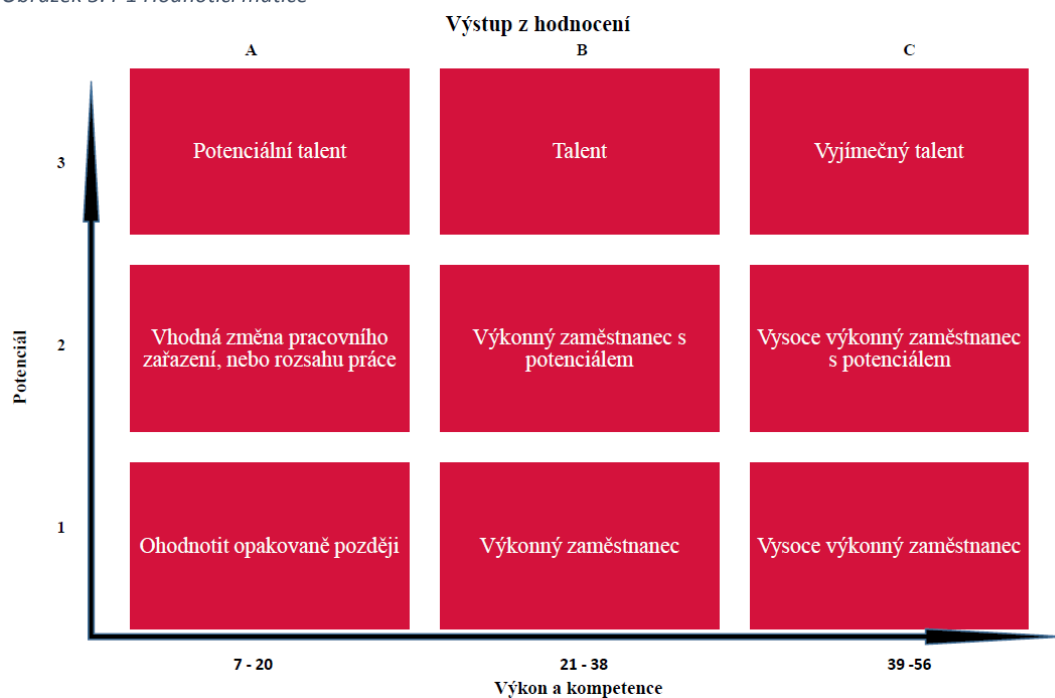 Výstup z hodnocení
A B C
3
Potenciální talent
Talent
Vyjímečný talent
Potenciál
2
Vhodná změna pracovního
zařazení, nebo rozsahu práce
Výkonný zaměstnanec s
potenciálem
Vysoce výkonný zaměstnanec
s potenciálem
1
Ohodnotit opakovaně později
Výkonný zaměstnanec
Vysoce výkonný zaměstnanec
7 - 20 21 - 38 39 -56
Výkon a kompetence